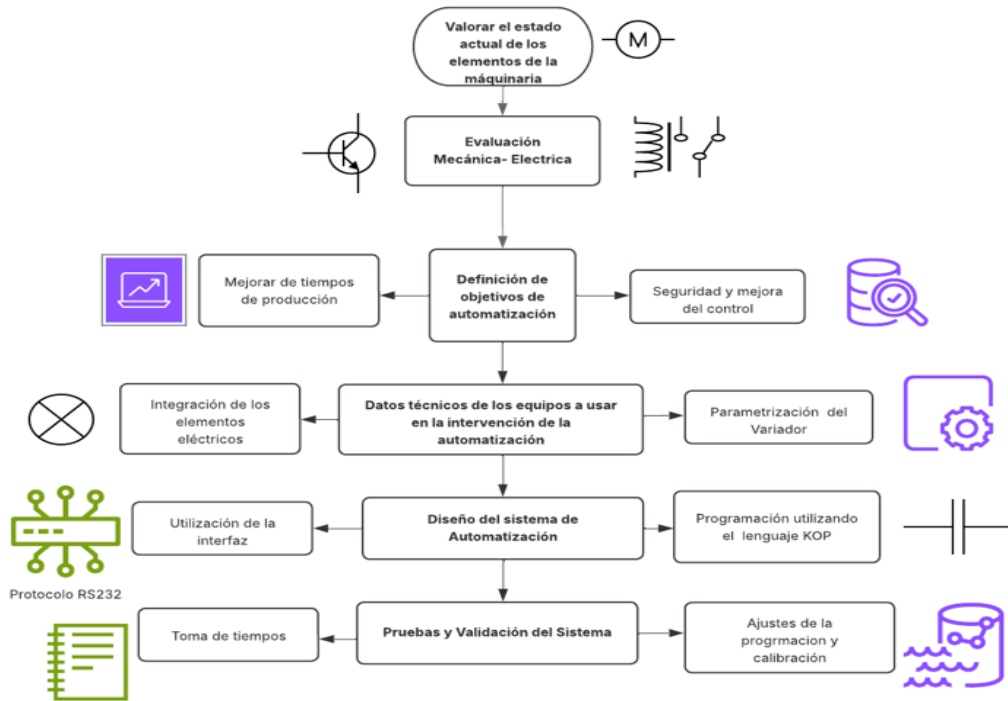 Valorar el estado
actual de los
elementos de la
máquinaria
M
Evaluación
Mecánica- Electrica
Mejorar de tiempos
de producción
Definición de
objetivos de
automatización
Seguridad y mejora
del control
Integración de los
elementos
eléctricos
Datos técnicos de los equipos a usar
en la intervención de la
automatización
Parametrización del
Variador
Utilización de la
interfaz
Diseño del sistema de
Automatización
Programación utilizando
el lenguaje KOP
Protocolo RS232
Toma de tiempos
Pruebas y Validación del Sistema
Ajustes de la
progrmacion y
calibración